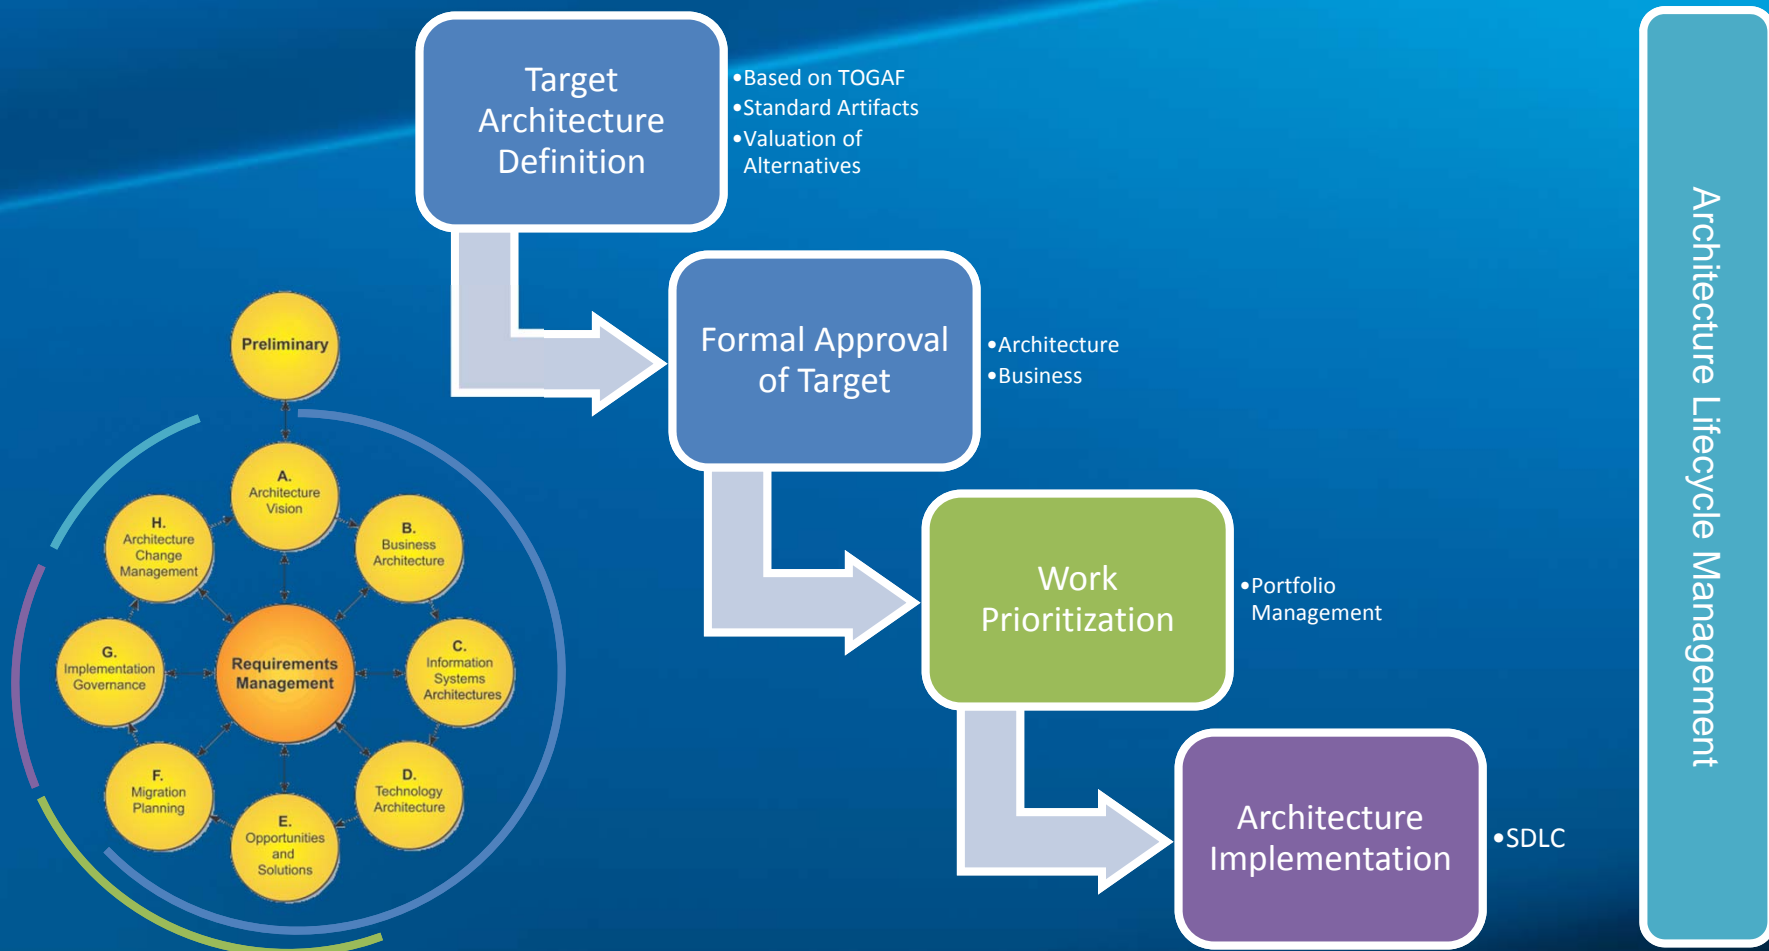 Target
Architecture
Definition
•Based on TOGAF
•Standard Artifacts
•Valuation of
Alternatives
Formal Approval
of Target
•Architecture
•Business
Work
Prioritization
•Portfolio
Management
Architecture
Implementation
•SDLC
Architecture Lifecycle Management
Preliminary
A.
Architecture
Vision
B.
Business
Architecture
C.
Information
Systems
Architectures
D.
Technology
Architecture
E.
Opportunities
and
Solutions
F.
Migration
Planning
G.
Implementation
Governance
H.
Architecture
Change
Management
Requirements
Management